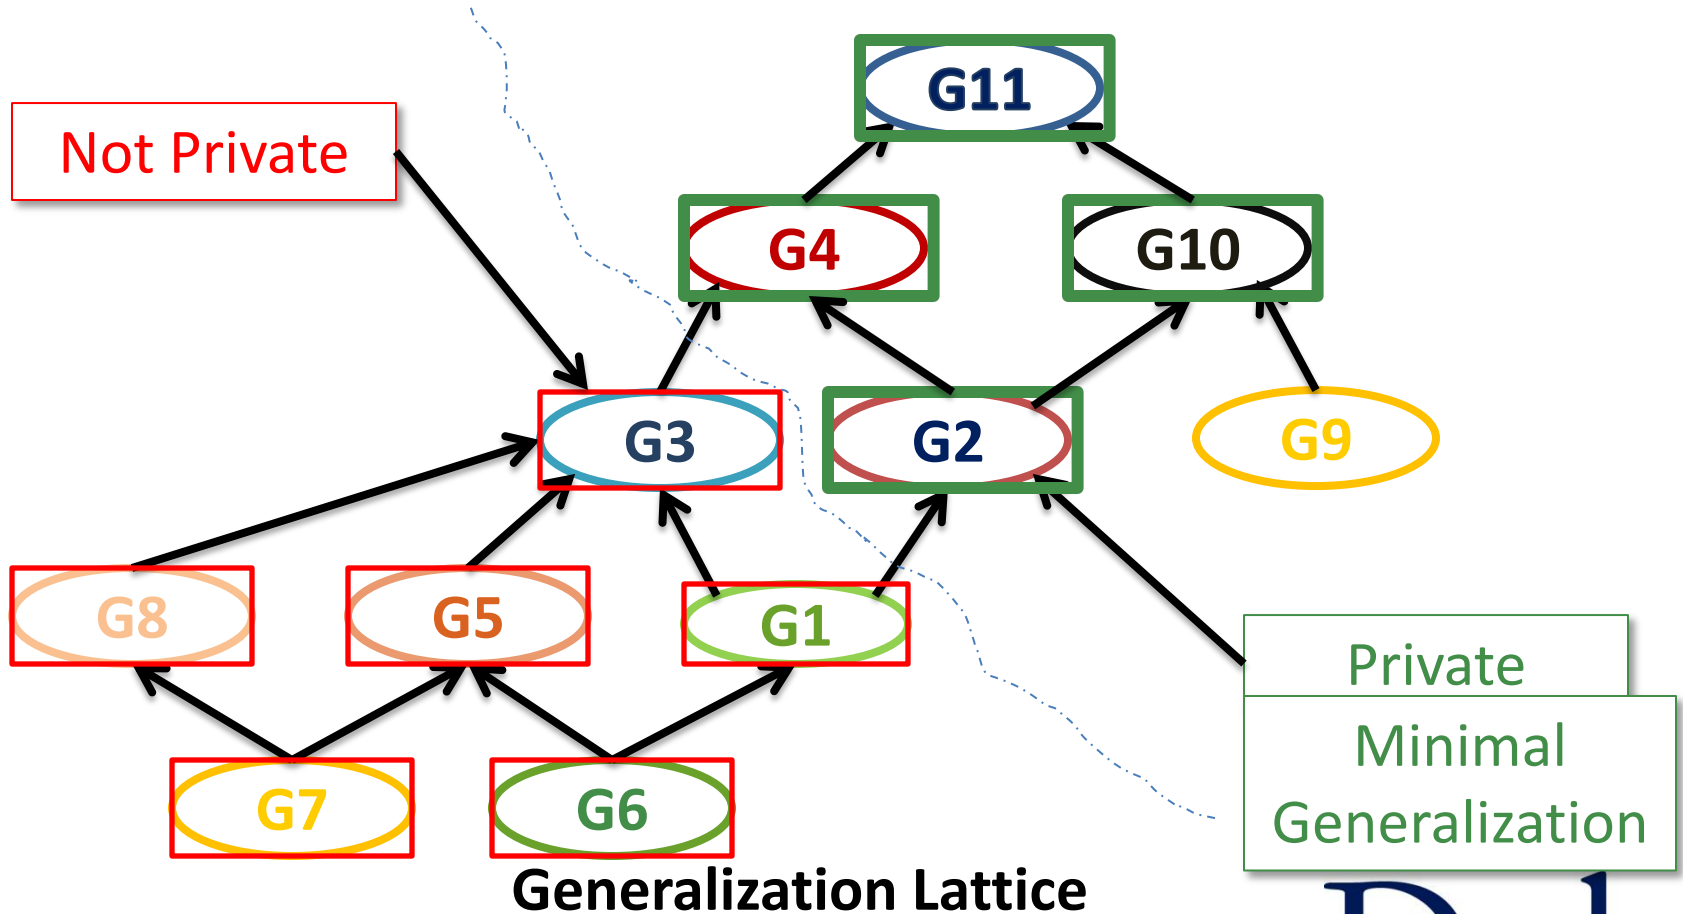 G11
Not Private
G4
G10
G3
G2
G9
G8
G5
G1
Private
Minimal
Generalization
G7
G6
Generalization Lattice